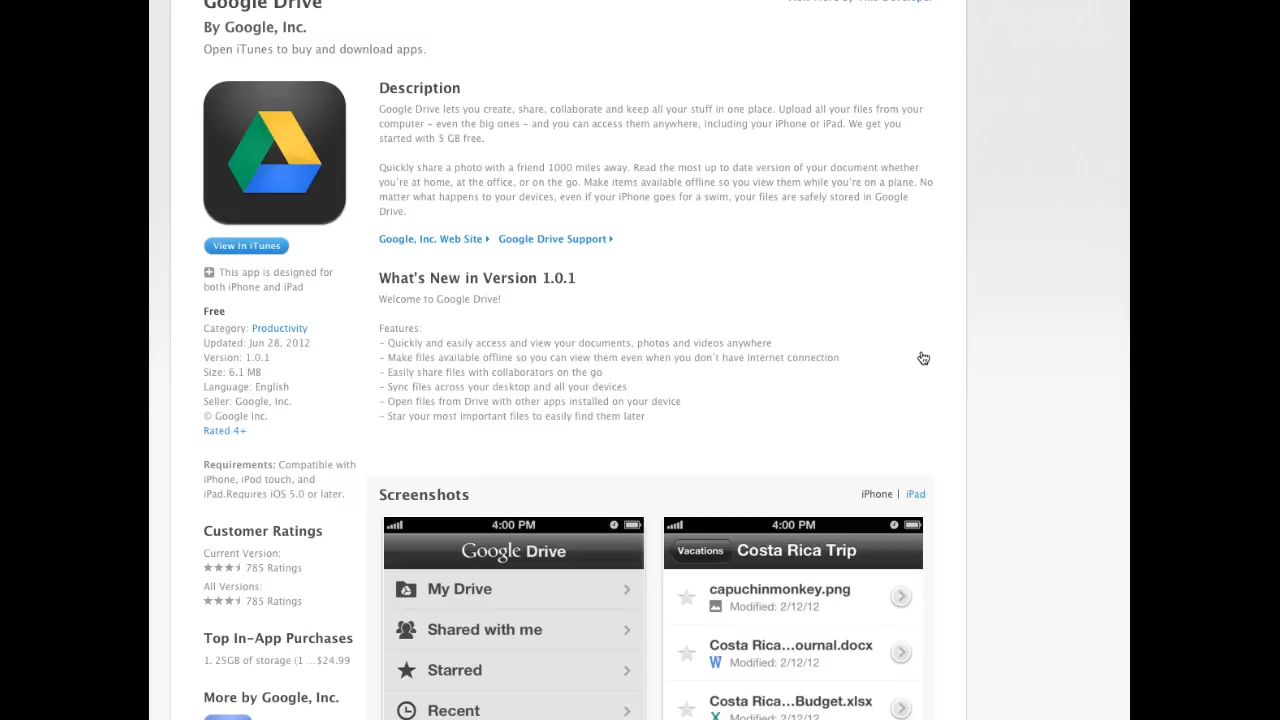 Google Drive
By Google, Inc.
Open iTunes to buy and download apps.
Description
Google Drive lets you create, share, collaborate and keep all your stuff in one place. Upload all your files from your
computer – even the big ones – and you can access them anywhere, including your iPhone or iPad. We get you
started with 5 GB free.
Quickly share a photo with a friend 1000 miles away. Read the most up to date version of your document whether
you're at home, at the office, or on the go. Make items available offline so you view them while you're on a plane. No
matter what happens to your devices, even if your iPhone goes for a swim, your files are safely stored in Google
Drive.
Google, Inc. Web Site
Google Drive Support
View In iTunes
This app is designed for
both iPhone and iPad
Free
Category: Productivity
Updated: Jun 28, 2012
Version: 1.0.1
Size: 6.1 MB
Language: English
Seller: Google, Inc.
© Google Inc.
Rated 4+
Requirements: Compatible with
iPhone, iPod touch, and
iPad.Requires iOS 5.0 or later.
Customer Ratings
Current Version:
785 Ratings
All Versions:
785 Ratings
Top In-App Purchases
1. 25GB of storage (1 ...$24.99
More by Google, Inc.
What's New in Version 1.0.1
Welcome to Google Drive!
Features:
– Quickly and easily access and view your documents, photos and videos anywhere
– Make files available offline so you can view them even when you don't have Internet connection
– Easily share files with collaborators on the go
– Sync files across your desktop and all your devices
– Open files from Drive with other apps installed on your device
– Star your most important files to easily find them later
Screenshots
iPhone | iPad
4:00 PM
Google Drive
My Drive
Shared with me
Starred
Recent
4:00 PM
Vacations
Costa Rica Trip
capuchinmonkey.png
Modified: 2/12/12
Costa Rica...ournal.docx
W Modified: 2/12/12
Costa Rica...Budget.xlsx
X Modified: 2/12/12